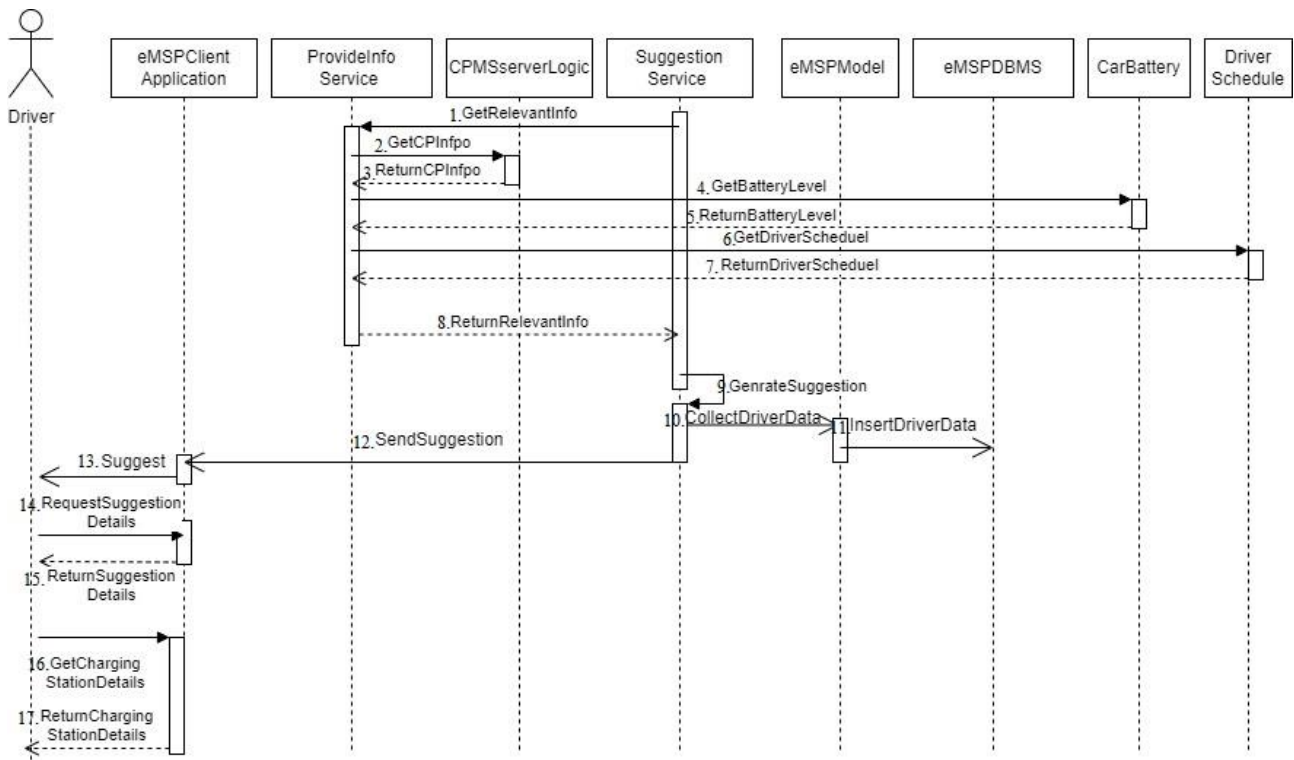 eMSPClient
Application
ProvideInfo
Service
CPMSserverLogic
Suggestion
Service
eMSPModel
eMSPDBMS
CarBattery
Driver
Schedule
Driver
1.GetRelevantInfo
2.GetCPInfpo
3.ReturnCPInfpo
4.GetBatteryLevel
5.ReturnBatteryLevel
6.GetDriverScheduel
7.ReturnDriverScheduel
8.ReturnRelevantInfo
9.GenrateSuggestion
10.CollectDriverData
11.InsertDriverData
12.SendSuggestion
13.Suggest
14.RequestSuggestion
Details
15.ReturnSuggestion
Details
16.GetCharging
StationDetails
17.ReturnCharging
StationDetails